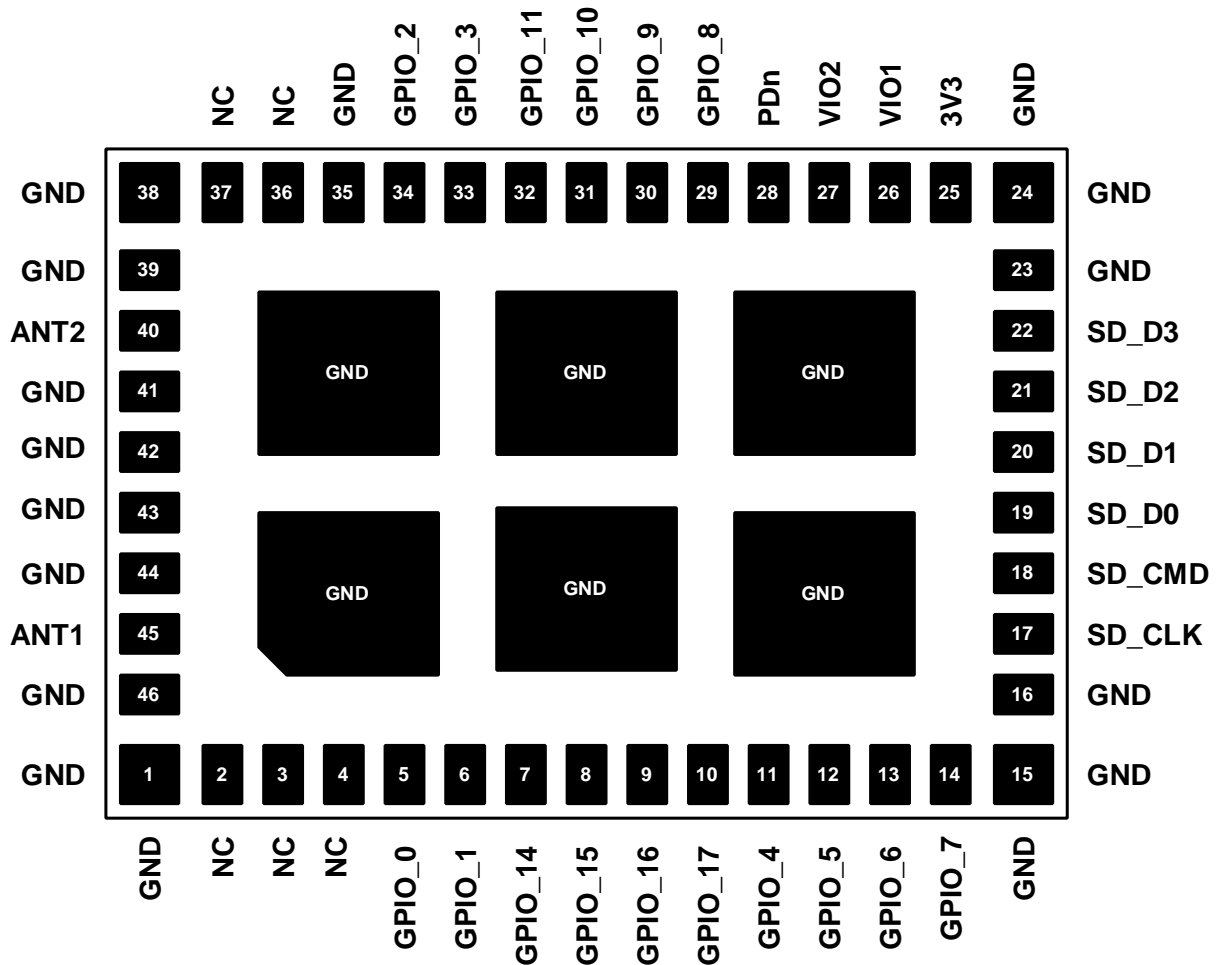 NC NC GND GPIO_2 GPIO_3 GPIO_11 GPIO_10 GPIO_9 GPIO_8 PDn VIO2 VIO1 3V3 GND
GND 38 37 36 35 34 33 32 31 30 29 28 27 26 25 24 GND
GND 39 23 GND
ANT2 40 22 SD_D3
GND 41 GND GND GND 21 SD_D2
GND 42 20 SD_D1
GND 43 19 SD_D0
GND 44 GND GND GND 18 SD_CMD
ANT1 45 17 SD_CLK
GND 46 16 GND
GND 1 2 3 4 5 6 7 8 9 10 11 12 13 14 15 GND
GND NC NC NC GPIO_0 GPIO_1 GPIO_14 GPIO_15 GPIO_16 GPIO_17 GPIO_4 GPIO_5 GPIO_6 GPIO_7 GND